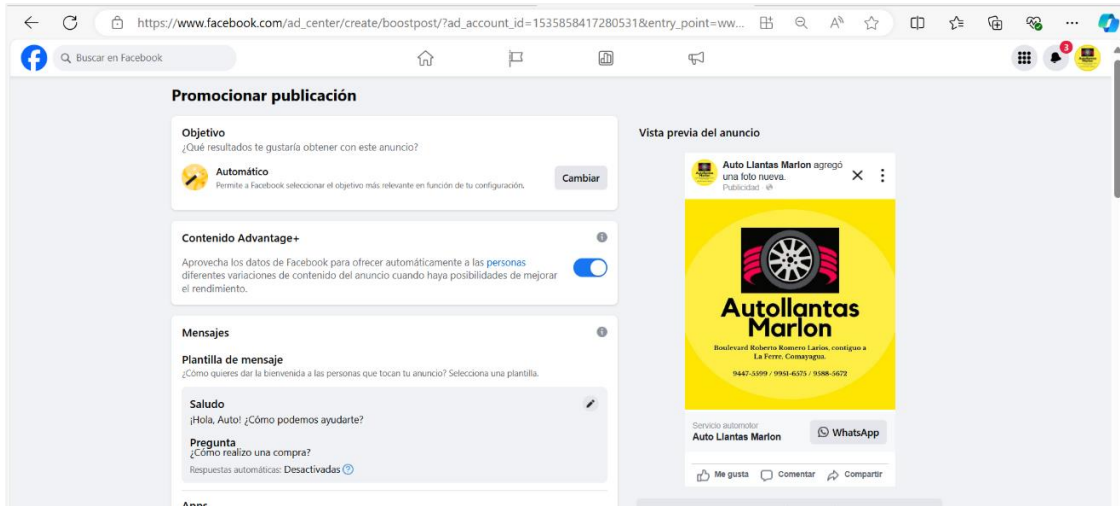 https://www.facebook.com/ad_center/create/boostpost/?ad_account_id=1535858417280531&entry_point=ww...
Buscar en Facebook
3
Promocionar publicación
Objetivo
¿Qué resultados te gustaría obtener con este anuncio?
Automático
Permite a Facebook seleccionar el objetivo más relevante en función de tu configuración.
Cambiar
Contenido Advantage+
Aprovecha los datos de Facebook para ofrecer automáticamente a las personas
diferentes variaciones de contenido del anuncio cuando haya posibilidades de mejorar
el rendimiento.
Mensajes
Plantilla de mensaje
¿Cómo quieres dar la bienvenida a las personas que tocan tu anuncio? Selecciona una plantilla.
Saludo
¡Hola, Auto! ¿Cómo podemos ayudarte?
Pregunta
¿Cómo realizo una compra?
Respuestas automáticas: Desactivadas
Apps
Vista previa del anuncio
Auto Llantas Marlon agregó
una foto nueva.
Publicidad
Autollantas
Marlon
Boulevard Roberto Romero Larios, contiguo a
La Ferre. Comayagua.
9447-5599 / 9951-6575 / 9588-5672
Servicio automotor
Auto Llantas Marlon
WhatsApp
Me gusta Comentar Compartir